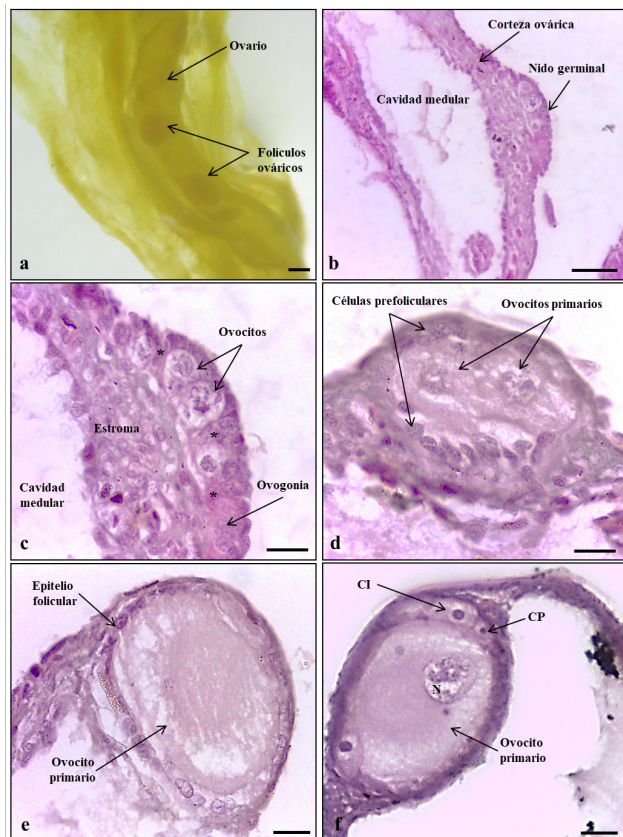 Ovario
Folículos
ováricos
a
Corteza ovárica
Nido germinal
Cavidad medular
b
Ovocitos
*
Estroma
*
*
Cavidad
medular
Ovogonia
c
Células prefoliculares
Ovocitos primarios
d
Epitelio
folicular
Ovocito
primario
e
CI
CP
N
Ovocito
primario
f